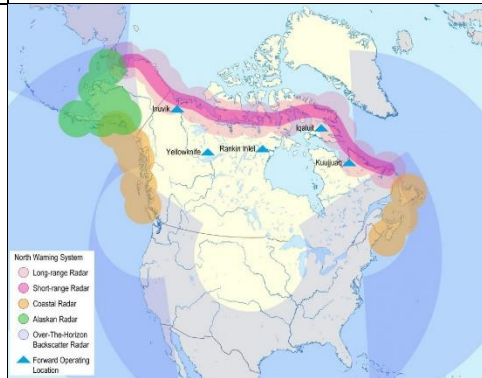 Inuvik
Iqaluit
Yellowknife
Rankin Inlet
Kuujjuaq
North Warning System
Long-range Radar
Short-range Radar
Coastal Radar
Alaskan Radar
Over-The-Horizon
Backscatter Radar
Forward Operating
Location